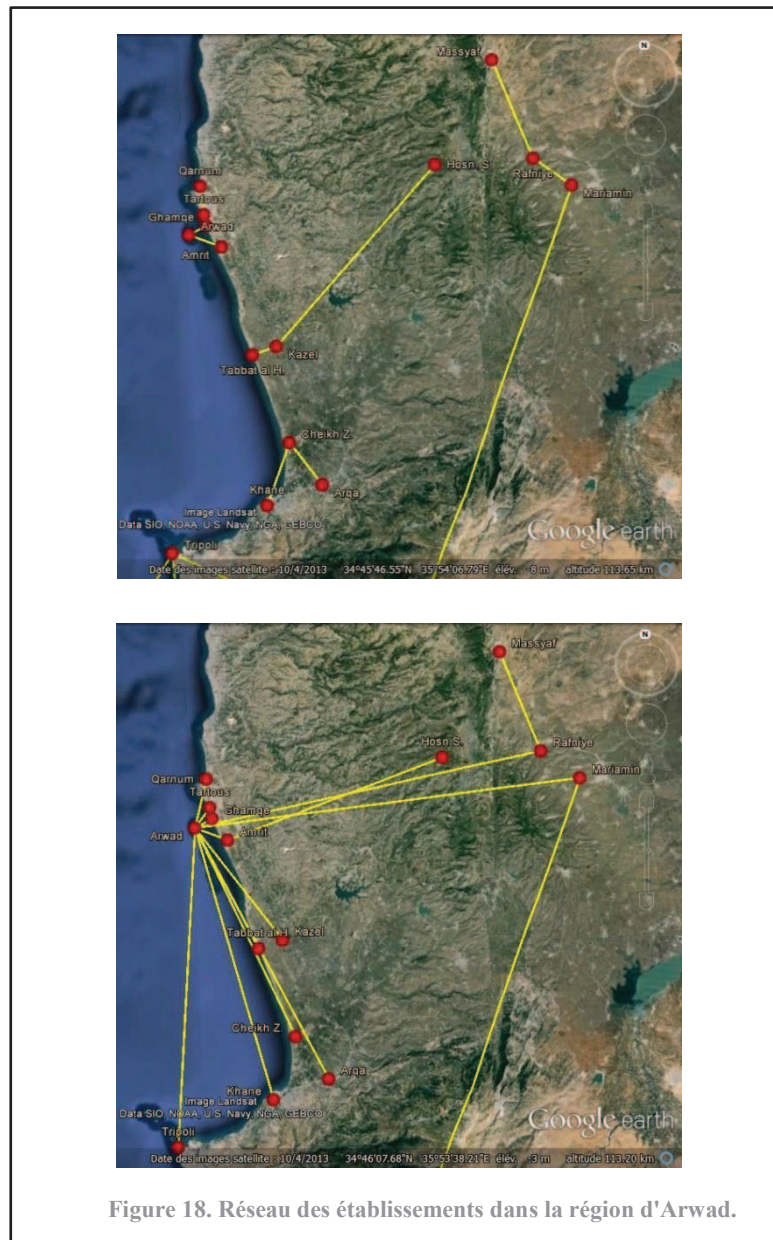 N
Massyaf
Hosn S.
Rafniye
Mariamin
Qarnum
Tartous
Ghamqe
Arwad
Amrit
Kazel
Tabbat al H.
Cheikh Z.
Khane
Arqa
Image Landsat
Data SIO, NOAA, U.S. Navy, NGA, GEBCO
Tripoli
Google earth
Date des images satellite : 10/4/2013 34°45'46.55"N 35°54'06.79"E élév. -8 m altitude 113.65 km
N
Massyaf
Hosn S.
Rafniye
Mariamin
Qarnum
Tartous
Ghamqe
Arwad
Amrit
Tabbat al H. Kazel
Cheikh Z.
Arqa
Khane
Image Landsat
Data SIO, NOAA, U.S. Navy, NGA, GEBCO
Tripoli
Google earth
Date des images satellite : 10/4/2013 34°46'07.68"N 35°53'38.21"E élév. -3 m altitude 113.20 km
Figure 18. Réseau des établissements dans la région d'Arwad.